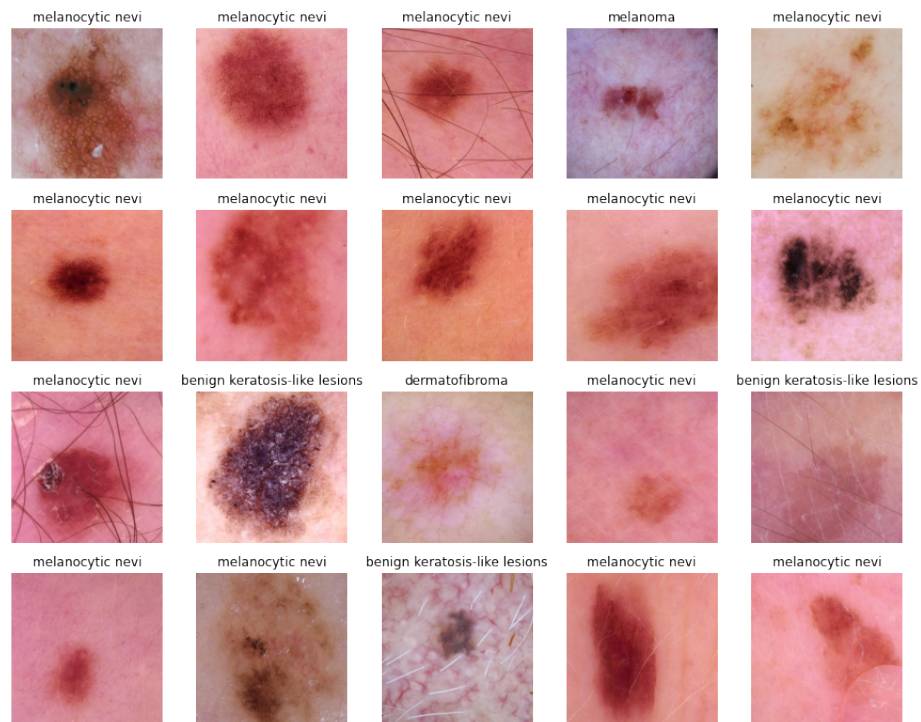 melanocytic nevi melanocytic nevi melanocytic nevi melanoma melanocytic nevi
melanocytic nevi melanocytic nevi melanocytic nevi melanocytic nevi melanocytic nevi
melanocytic nevi benign keratosis-like lesions dermatofibroma melanocytic nevi benign keratosis-like lesions
melanocytic nevi melanocytic nevi benign keratosis-like lesions melanocytic nevi melanocytic nevi